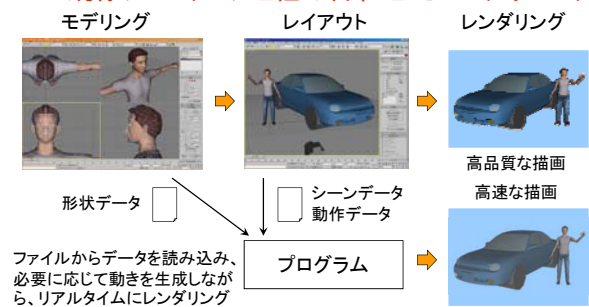 モデリング
レイアウト
レンダリング
高品質な描画
形状データ
シーンデータ
動作データ
高速な描画
ファイルからデータを読み込み、
必要に応じて動きを生成しなが
ら、リアルタイムにレンダリング
プログラム